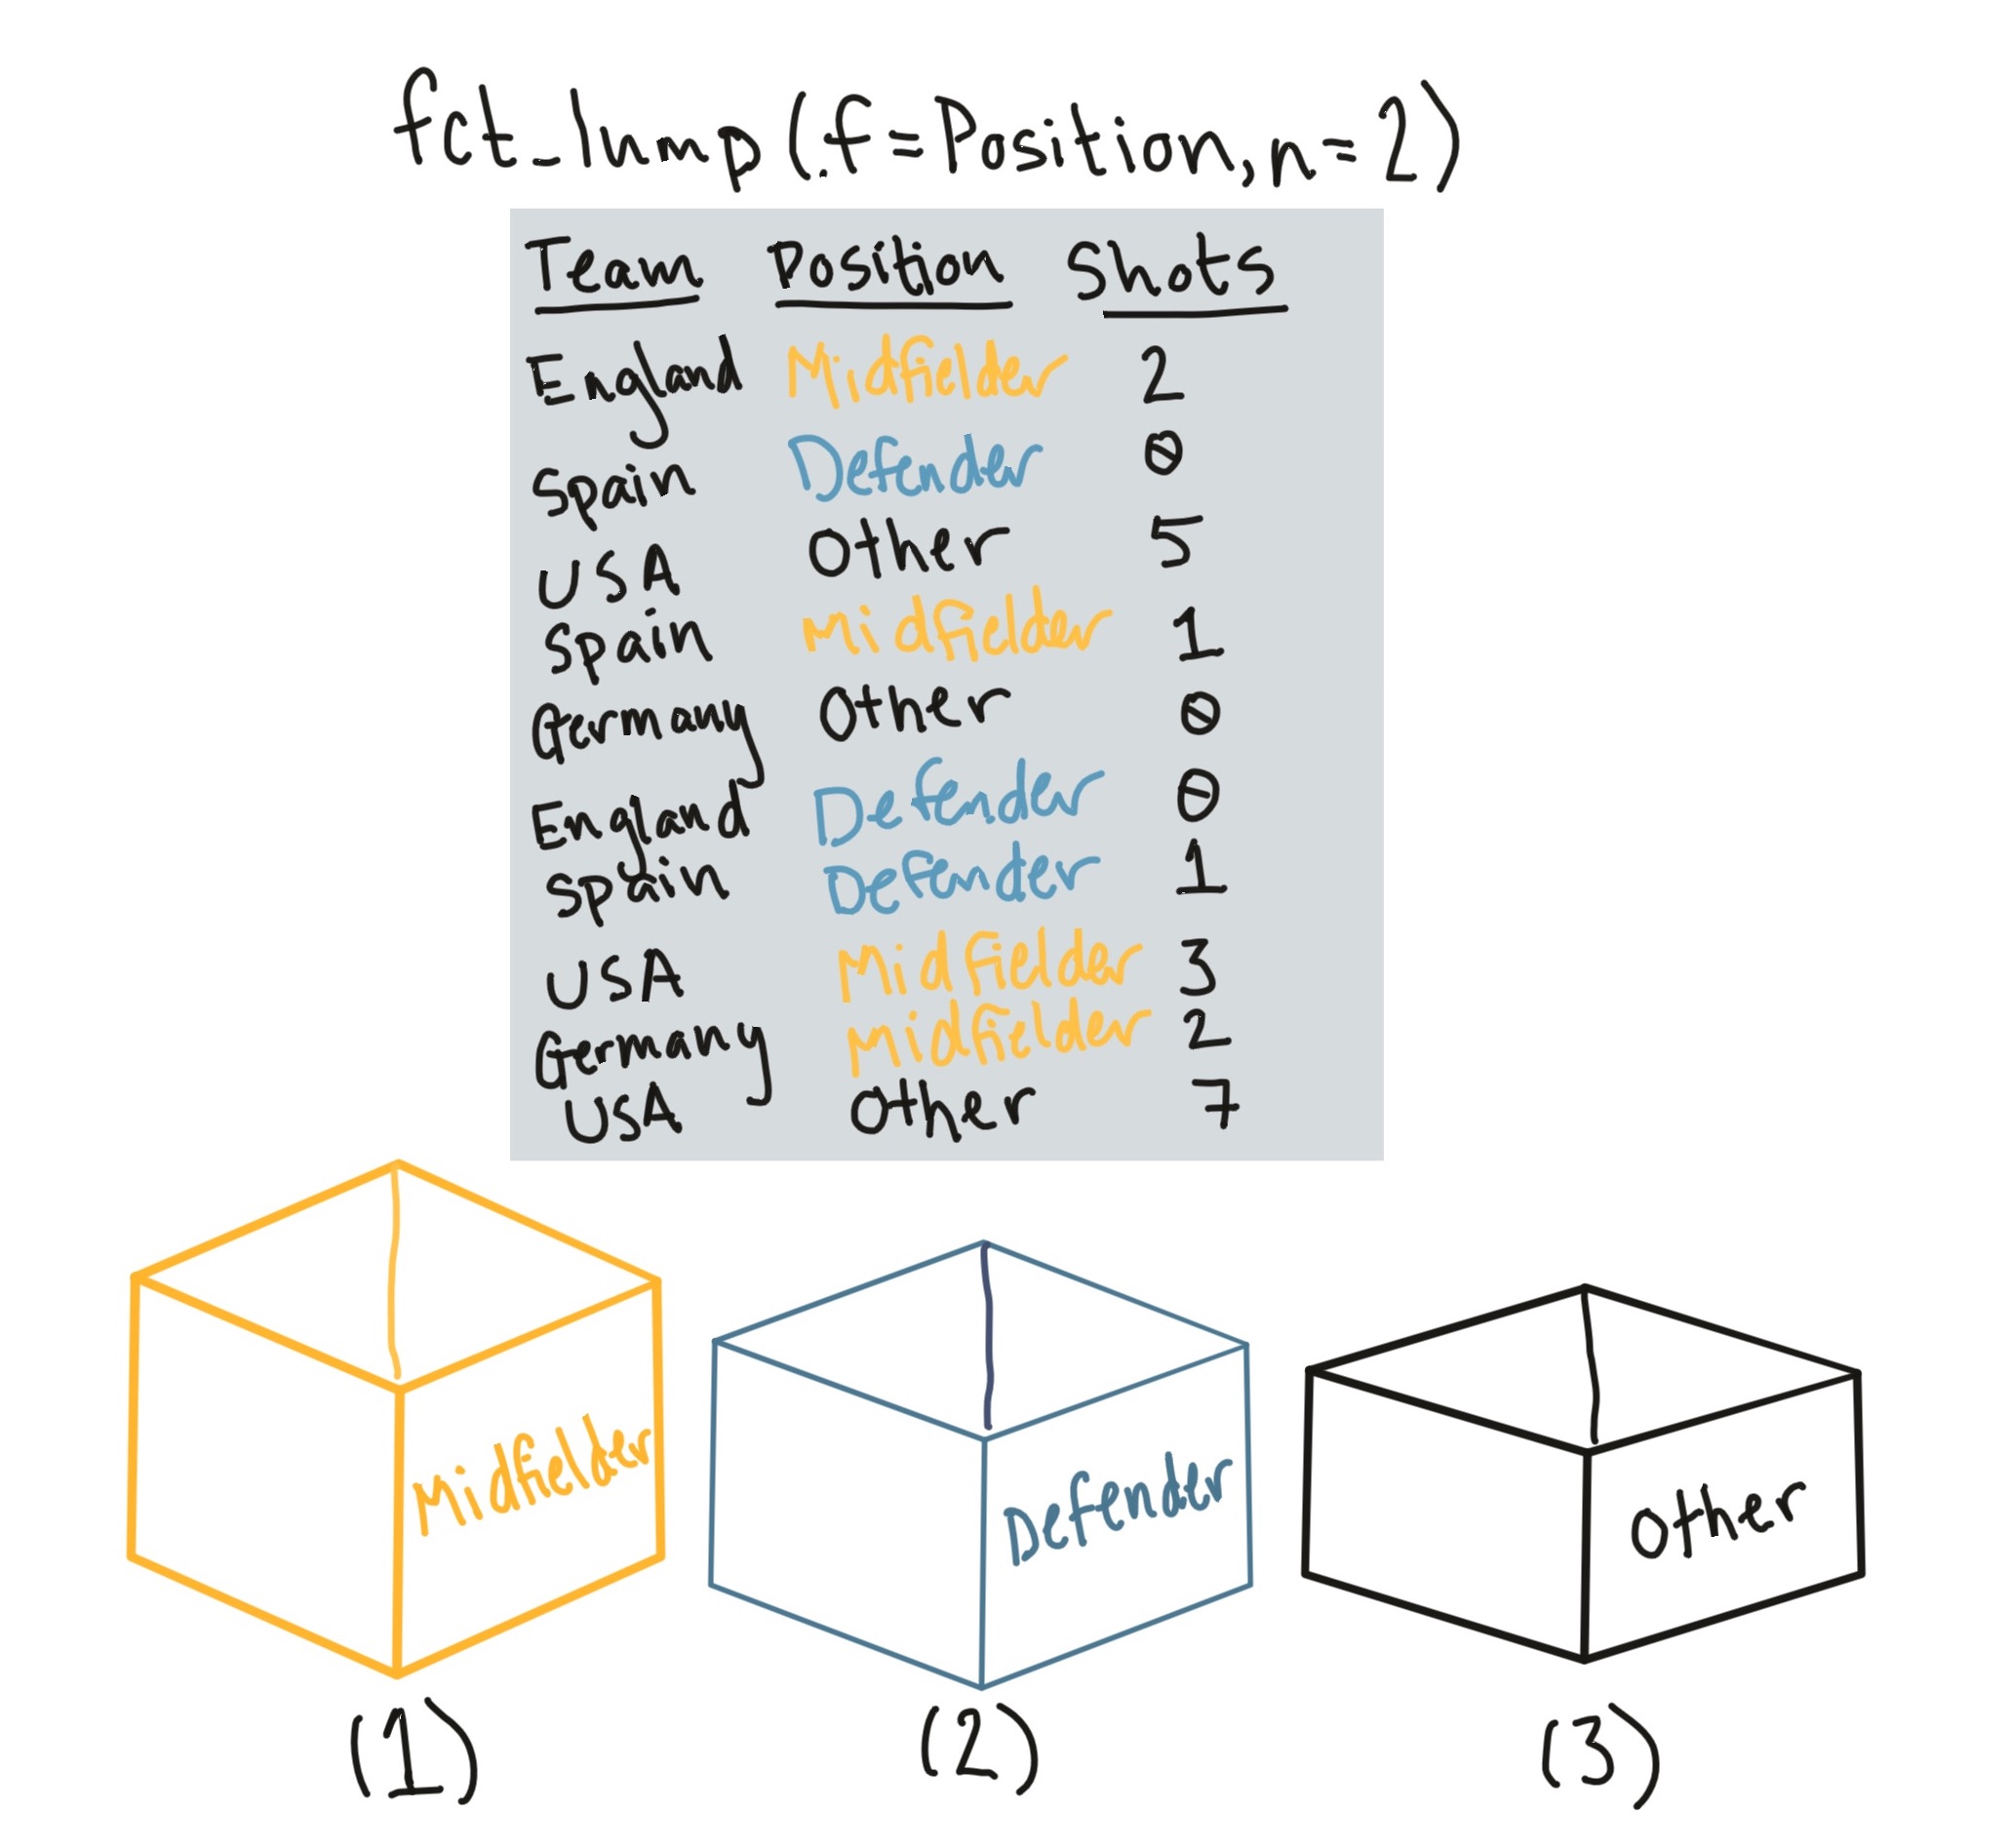 fct_lump (.f=Position, n=2)
Team Position Shots
England Midfielder 2
Spain Defender 0
USA Other 5
Spain Midfielder 1
Germany Other 0
England Defender 0
Spain Defender 1
USA Midfielder 3
Germany Midfielder 2
USA Other 7
Midfielder
Defender
Other
(1) (2) (3)